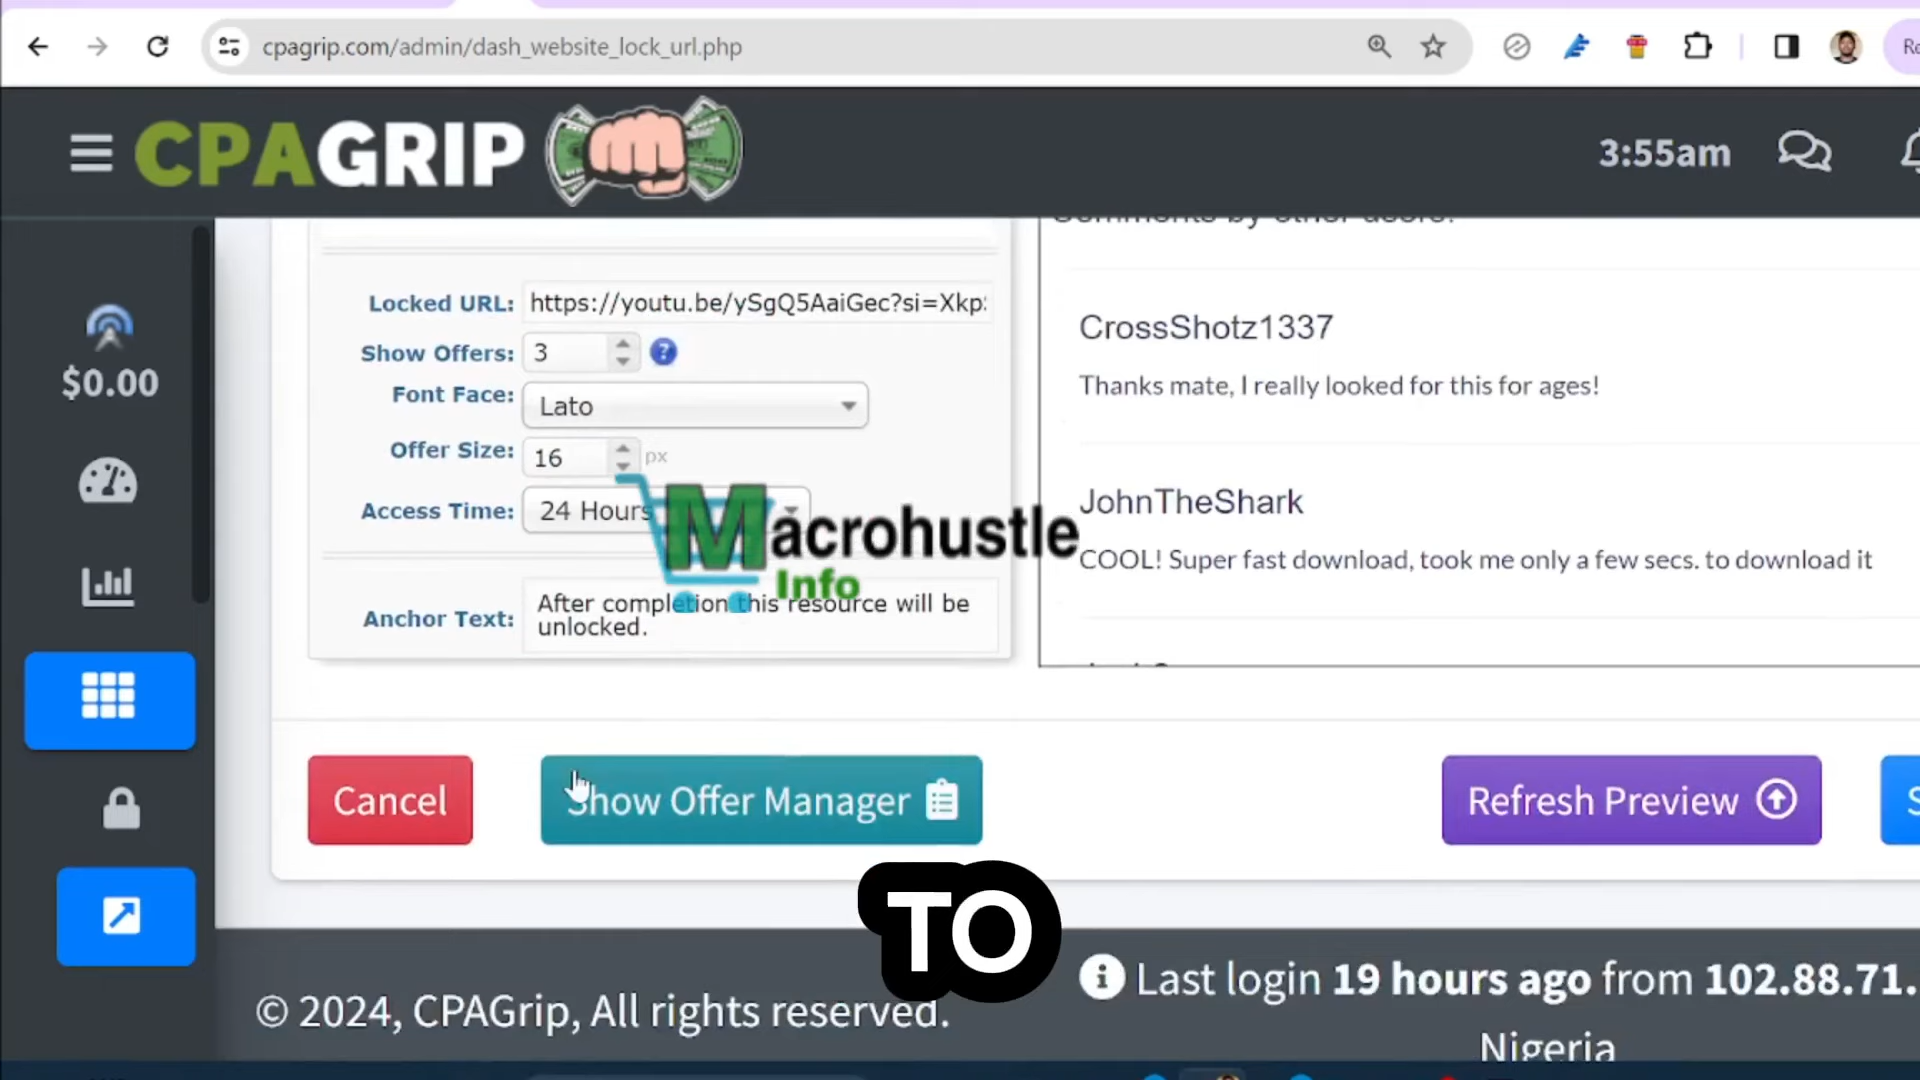 cpagrip.com/admin/dash_website_lock_url.php
CPAGRIP
3:55am
$0.00
Comments by other users:
Locked URL: https://youtu.be/ySgQ5AaiGec?si=Xkp
Show Offers: 3
Font Face: Lato
Offer Size: 16 px
Access Time: 24 Hours
Anchor Text: After completion this resource will be
unlocked.
CrossShotz1337
Thanks mate, I really looked for this for ages!
JohnTheShark
COOL! Super fast download, took me only a few secs. to download it
Macrohustle
Info
Cancel
Show Offer Manager
Refresh Preview
TO
© 2024, CPAGrip, All rights reserved.
Last login 19 hours ago from 102.88.71.
Nigeria